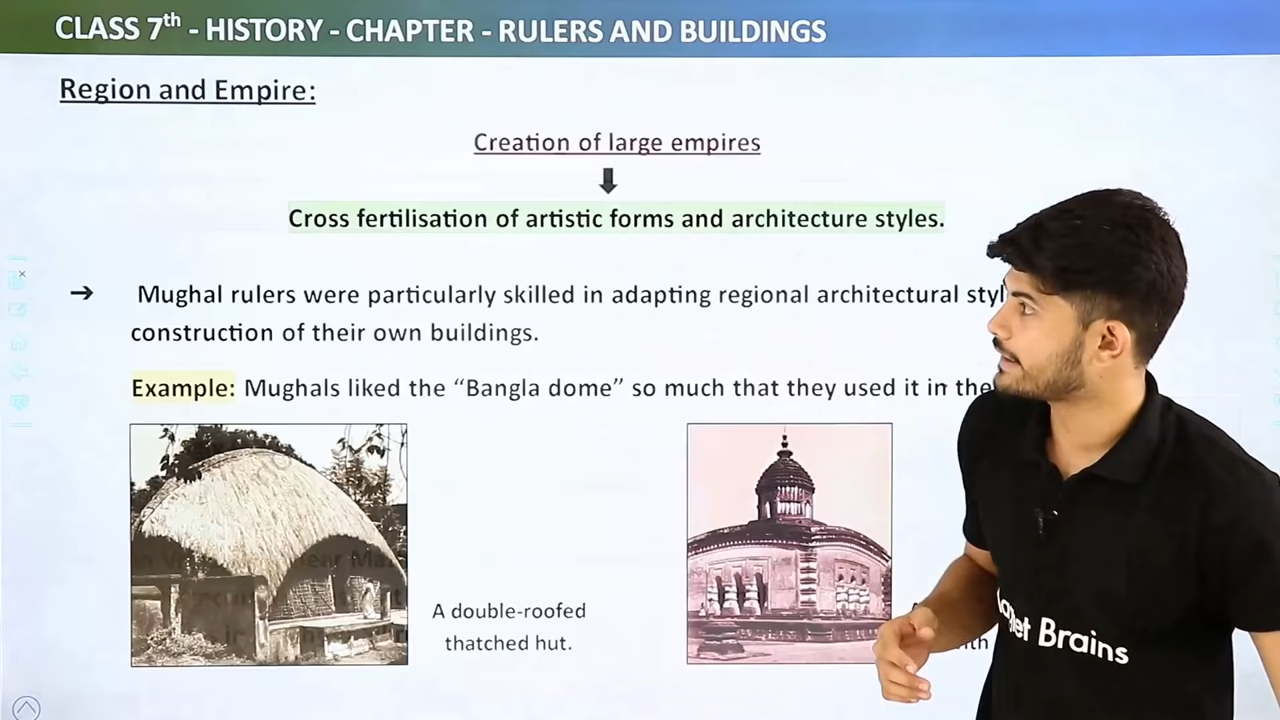 CLASS 7th - HISTORY - CHAPTER - RULERS AND BUILDINGS
Region and Empire:
Creation of large empires
Cross fertilisation of artistic forms and architecture styles.
➔ Mughal rulers were particularly skilled in adapting regional architectural
construction of their own buildings.
Example: Mughals liked the “Bangla dome” so much that they used it in
A double-roofed
thatched hut.
Brains